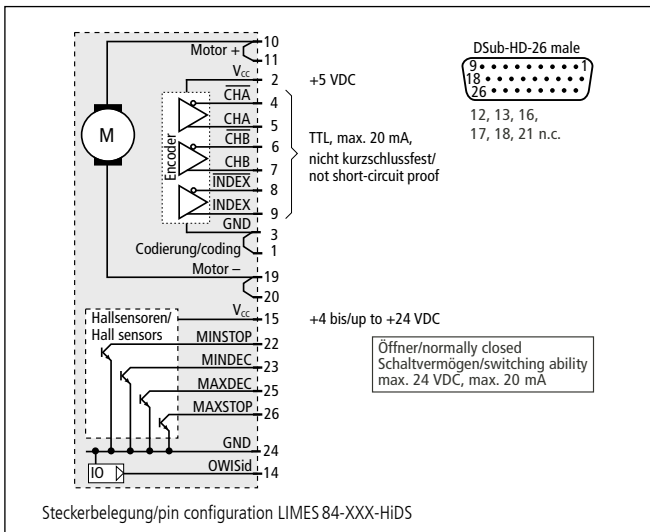 10
Motor +
11
VCC 2 +5 VDC
CHA 4
CHA 5
CHB 6
CHB 7
INDEX 8
INDEX 9
GND
3
Codierung/coding 1
Motor – 19
20
M
Encoder
TTL, max. 20 mA,
nicht kurzschlussfest/
not short-circuit proof
DSub-HD-26 male
9 1
18
26
12, 13, 16,
17, 18, 21 n.c.
Hallsensoren/
Hall sensors
VCC 15 +4 bis/up to +24 VDC
MINSTOP 22
MINDEC 23
MAXDEC 25
MAXSTOP 26
GND 24
IO OWISid 14
Öffner/normally closed
Schaltvermögen/switching ability
max. 24 VDC, max. 20 mA
Steckerbelegung/pin configuration LIMES 84-XXX-HiDS